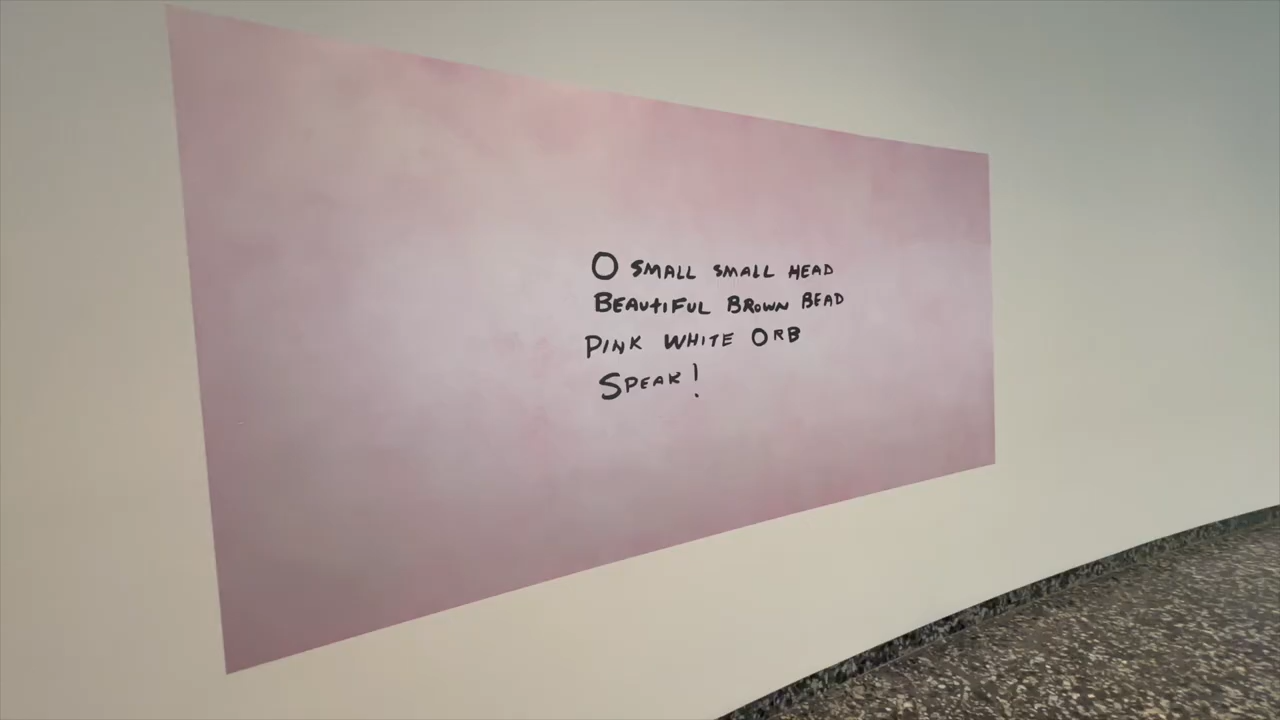 O SMALL SMALL HEAD
BEAUTIFUL BROWN BEAD
PINK WHITE ORB
SPEAK!